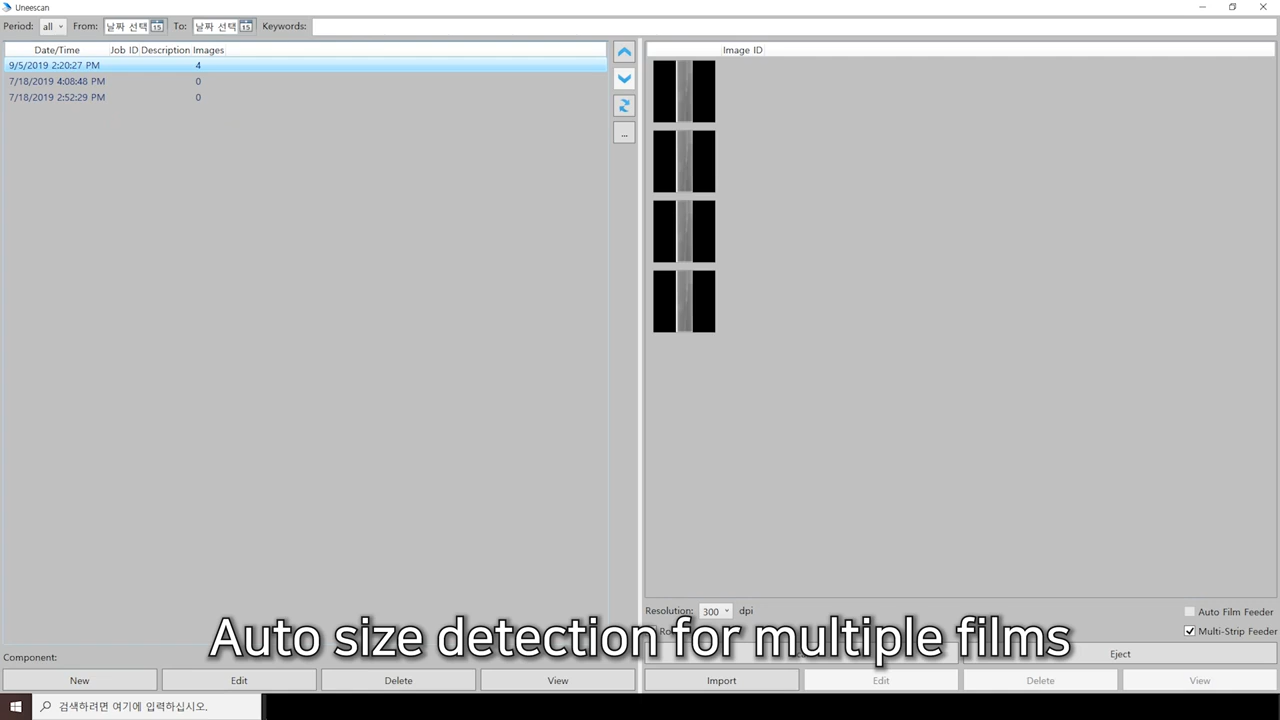 Uneescan
Period: all From: 날짜 선택 15 To: 날짜 선택 15 Keywords:
Date/Time Job ID Description Images
9/5/2019 2:20:27 PM 4
7/18/2019 4:08:48 PM 0
7/18/2019 2:52:29 PM 0
...
Image ID
Resolution: 300 dpi
Auto Film Feeder
Multi-Strip Feeder
Auto size detection for multiple films
Component:
Eject
New Edit Delete View Import Edit Delete View
검색하려면 여기에 입력하십시오.